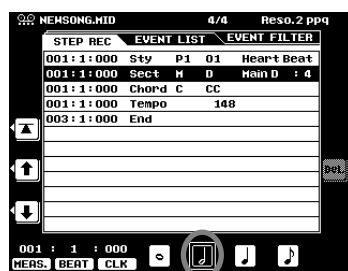 NEWSONG.MID 4/4 Reso.2 ppq
STEP REC EVENT LIST EVENT FILTER
001:1:000 Sty P1 01 Heart Beat
001:1:000 Sect M D Main D : 4
001:1:000 Chord C CC
001:1:000 Tempo 148
003:1:000 End
DEL
001 : 1 : 000
MEAS. BEAT CLK